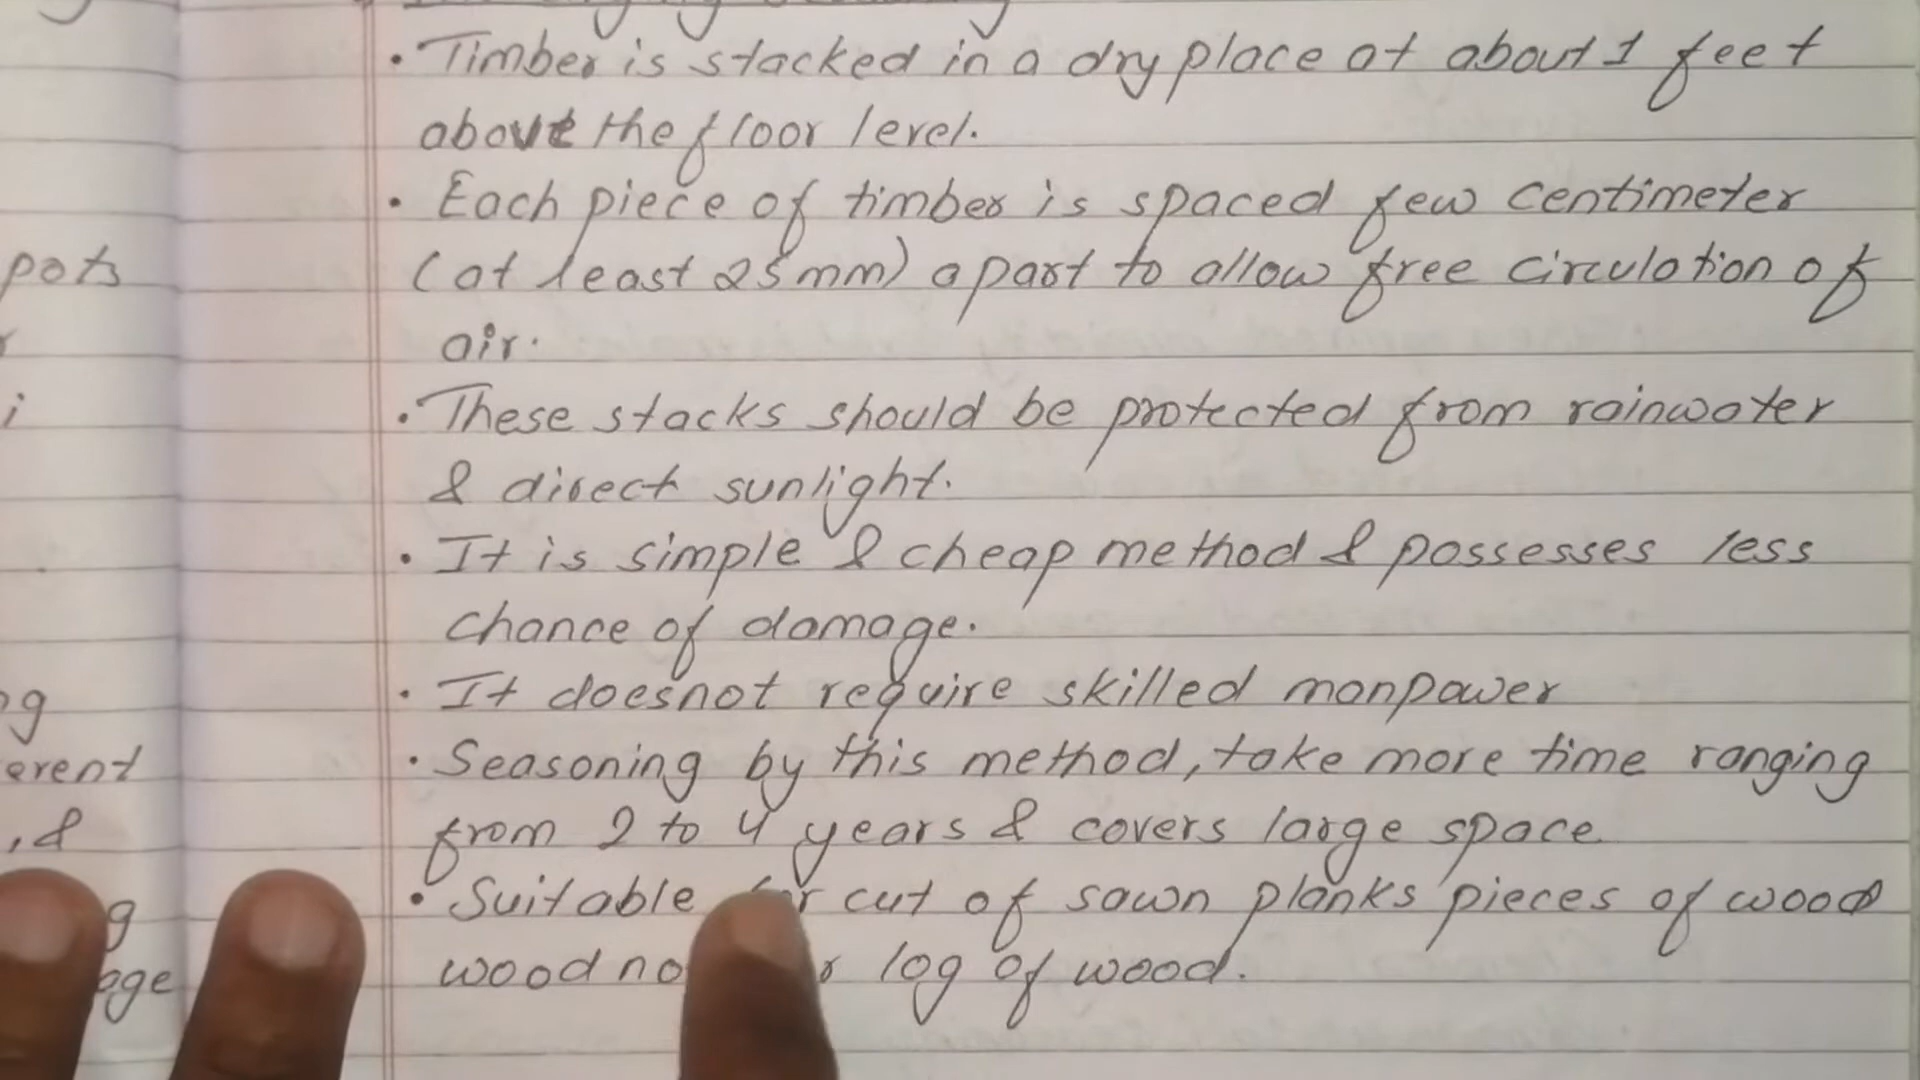 • Timber is stacked in a dry place at about 1 feet
above the floor level.
• Each piece of timber is spaced few centimeter
(at least 25mm) apart to allow free circulation of
air.
• These stacks should be protected from rainwater
& direct sunlight.
• It is simple & cheap method & possesses less
chance of damage.
• It doesnot require skilled manpower
• Seasoning by this method, take more time ranging
from 2 to 4 years & covers large space.
• Suitable for cut of sawn planks pieces of wood
wood log of wood.
pots
i
erent
, &
g